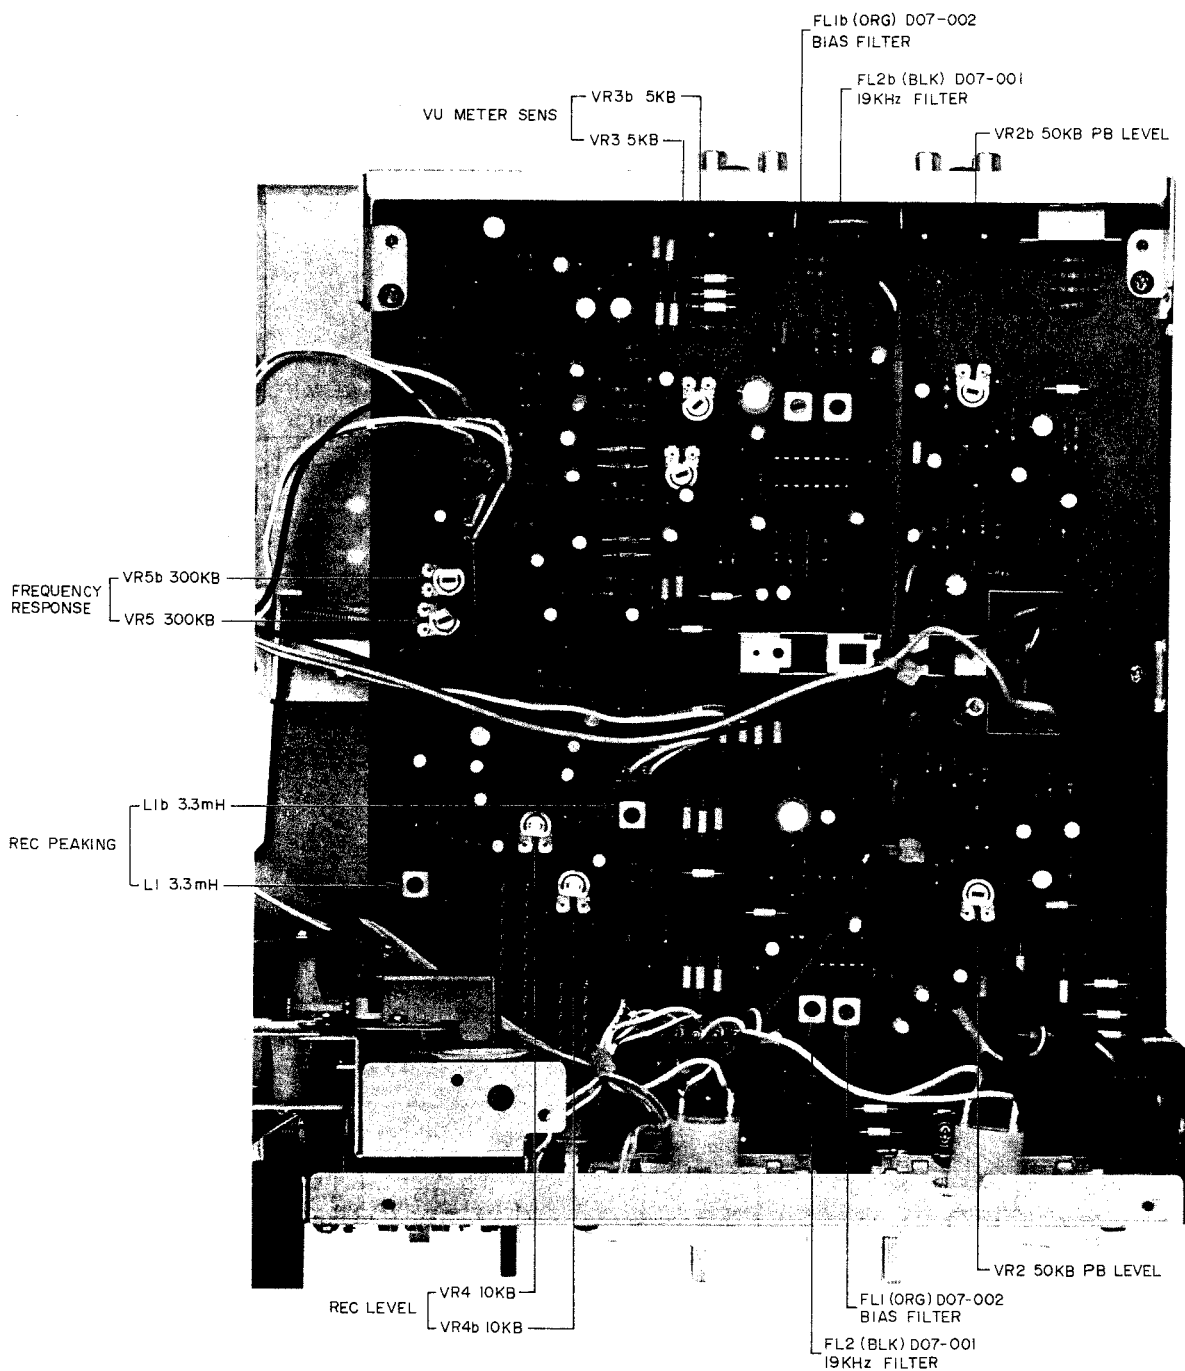 FL1b (ORG) D07-002
BIAS FILTER
FL2b (BLK) D07-001
19KHz FILTER
VR3b 5KB
VU METER SENS
VR3 5KB
VR2b 50KB PB LEVEL
VR5b 300KB
FREQUENCY
RESPONSE
VR5 300KB
L1b 3.3mH
REC PEAKING
L1 3.3mH
VR2 50KB PB LEVEL
VR4 10KB
REC LEVEL
VR4b 10KB
FL1 (ORG) D07-002
BIAS FILTER
FL2 (BLK) D07-001
19KHz FILTER